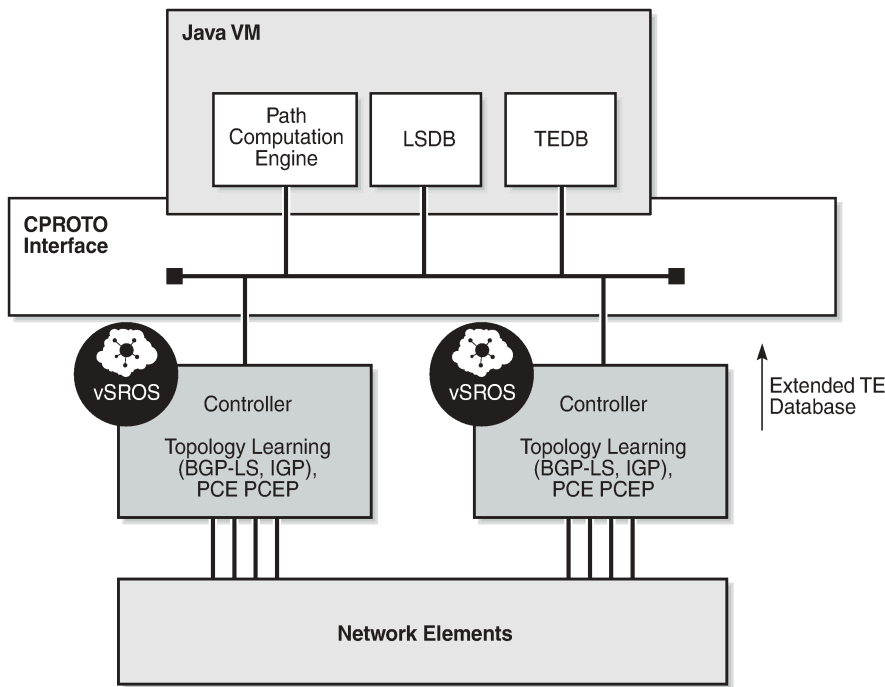 Java VM
Path
Computation
Engine
LSDB
TEDB
CPROTO
Interface
vSROS
Controller
Topology Learning
(BGP-LS, IGP),
PCE PCEP
vSROS
Controller
Topology Learning
(BGP-LS, IGP),
PCE PCEP
Extended TE
Database
Network Elements